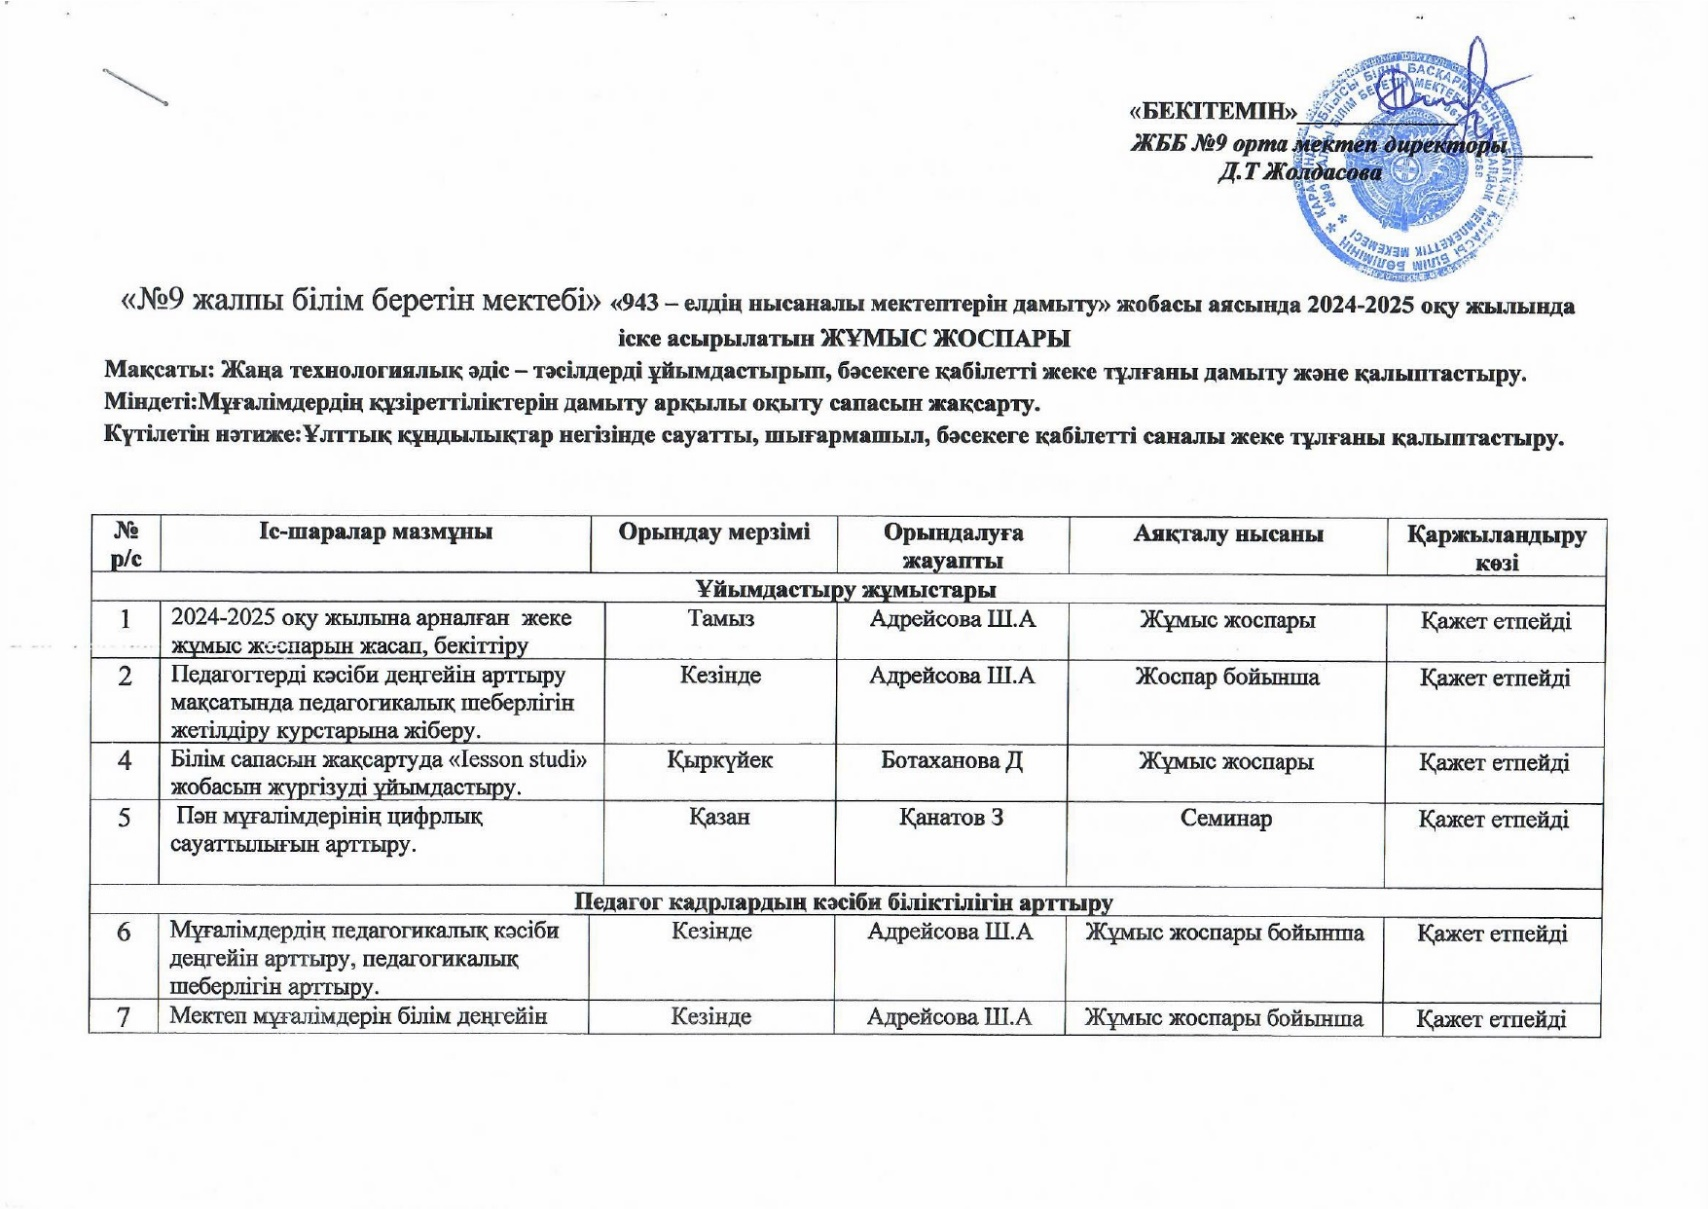 «БЕКІТЕМІН»____________
ЖББ №9 орта мектеп директоры_______
Д.Т Жолдасова
«№9 жалпы білім беретін мектебі» «943 – елдің нысаналы мектептерін дамыту» жобасы аясында 2024-2025 оқу жылында
іске асырылатын ЖҰМЫС ЖОСПАРЫ
Мақсаты: Жаңа технологиялық әдіс – тәсілдерді ұйымдастырып, бәсекеге қабілетті жеке тұлғаны дамыту және қалыптастыру.
Міндеті:Мұғалімдердің құзіреттіліктерін дамыту арқылы оқыту сапасын жақсарту.
Күтілетін нәтиже:Ұлттық құндылықтар негізінде сауатты, шығармашыл, бәсекеге қабілетті саналы жеке тұлғаны қалыптастыру.
№ Іс-шаралар мазмұны Орындау мерзімі Орындалуға Аяқталу нысаны Қаржыландыру
р/с жауапты көзі
Ұйымдастыру жұмыстары
1 2024-2025 оқу жылына арналған жеке Тамыз Адрейсова Ш.А Жұмыс жоспары Қажет етпейді
жұмыс жоспарын жасап, бекіттіру
2 Педагогтерді кәсіби деңгейін арттыру Кезінде Адрейсова Ш.А Жоспар бойынша Қажет етпейді
мақсатында педагогикалық шеберлігін
жетілдіру курстарына жіберу.
4 Білім сапасын жақсартуда «Iesson studi» Қыркүйек Ботаханова Д Жұмыс жоспары Қажет етпейді
жобасын жүргізуді ұйымдастыру.
5 Пән мұғалімдерінің цифрлық Қазан Қанатов З Семинар Қажет етпейді
сауаттылығын арттыру.
Педагог кадрлардың кәсіби біліктілігін арттыру
6 Мұғалімдердің педагогикалық кәсіби Кезінде Адрейсова Ш.А Жұмыс жоспары бойынша Қажет етпейді
деңгейін арттыру, педагогикалық
шеберлігін арттыру.
7 Мектеп мұғалімдерін білім деңгейін Кезінде Адрейсова Ш.А Жұмыс жоспары бойынша Қажет етпейді